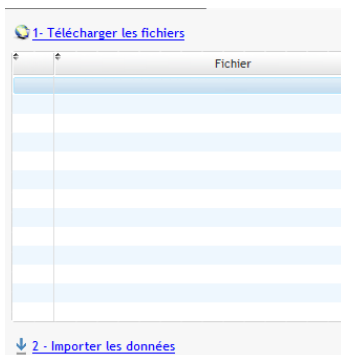 1- Télécharger les fichiers
Fichier
2 - Importer les données